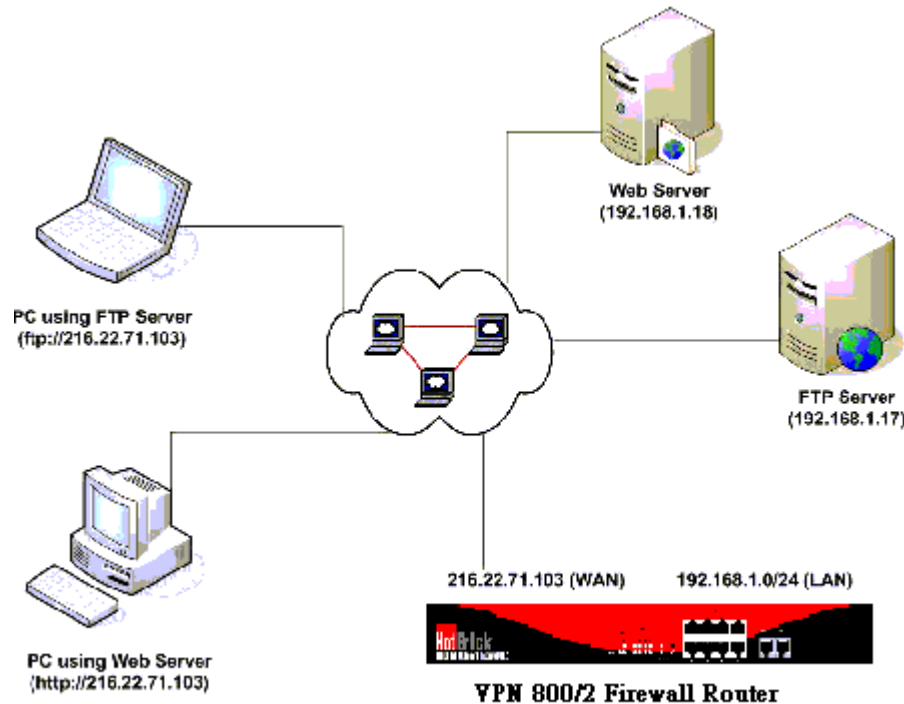 Web Server
(192.168.1.18)
PC using FTP Server
(ftp://216.22.71.103)
FTP Server
(192.168.1.17)
216.22.71.103 (WAN)
192.168.1.0/24 (LAN)
PC using Web Server
(http://216.22.71.103)
HotBrick
VPN 800/2 Firewall Router